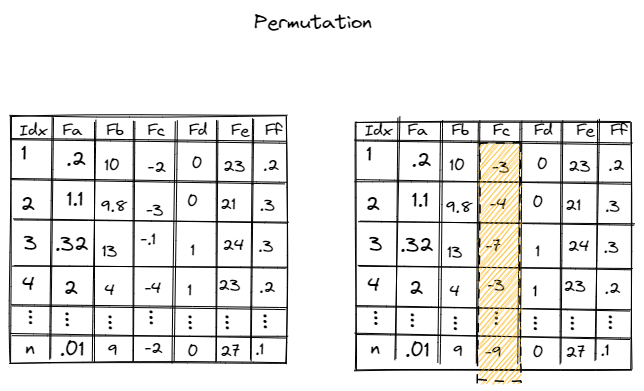 Permutation
Idx Fa Fb Fc Fd Fe Ff
1 .2 10 -2 0 23 .2
2 1.1 9.8 -3 0 21 .3
3 .32 13 -.1 1 24 .3
4 2 4 -4 1 23 .2
⋮ ⋮ ⋮ ⋮ ⋮ ⋮ ⋮
n .01 9 -2 0 27 .1
Idx Fa Fb Fc Fd Fe Ff
1 .2 10 -3 0 23 .2
2 1.1 9.8 -4 0 21 .3
3 .32 13 -7 1 24 .3
4 2 4 -3 1 23 .2
⋮ ⋮ ⋮ ⋮ ⋮ ⋮ ⋮
n .01 9 -9 0 27 .1